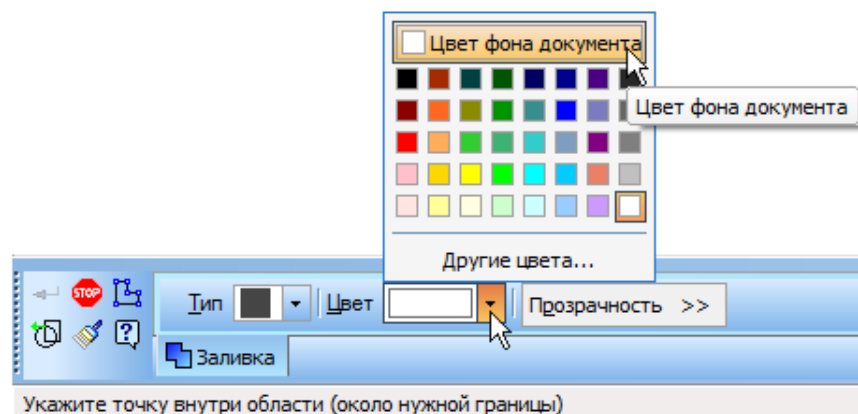 Цвет фона документа
Цвет фона документа
Другие цвета...
STOP
Тип
Цвет
Прозрачность >>
Заливка
Укажите точку внутри области (около нужной границы)